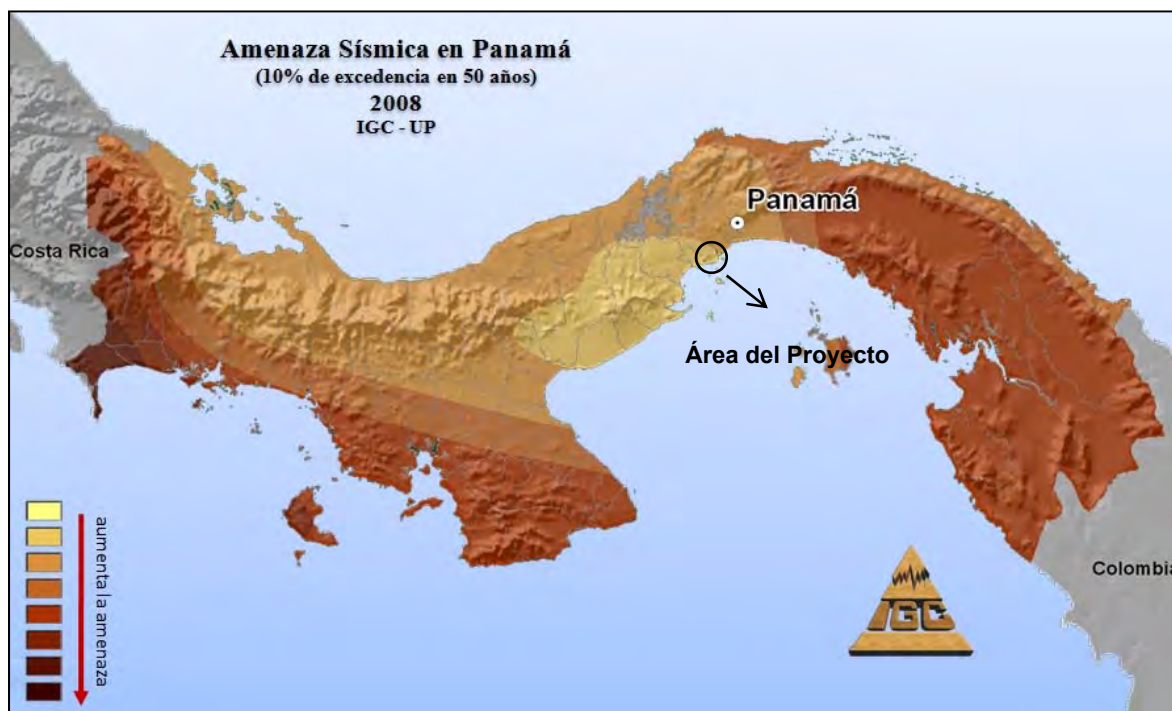 Amenaza Sísmica en Panamá
(10% de excedencia en 50 años)
2008
IGC - UP
Panamá
Costa Rica
Área del Proyecto
aumenta la amenaza
IGC
Colombia